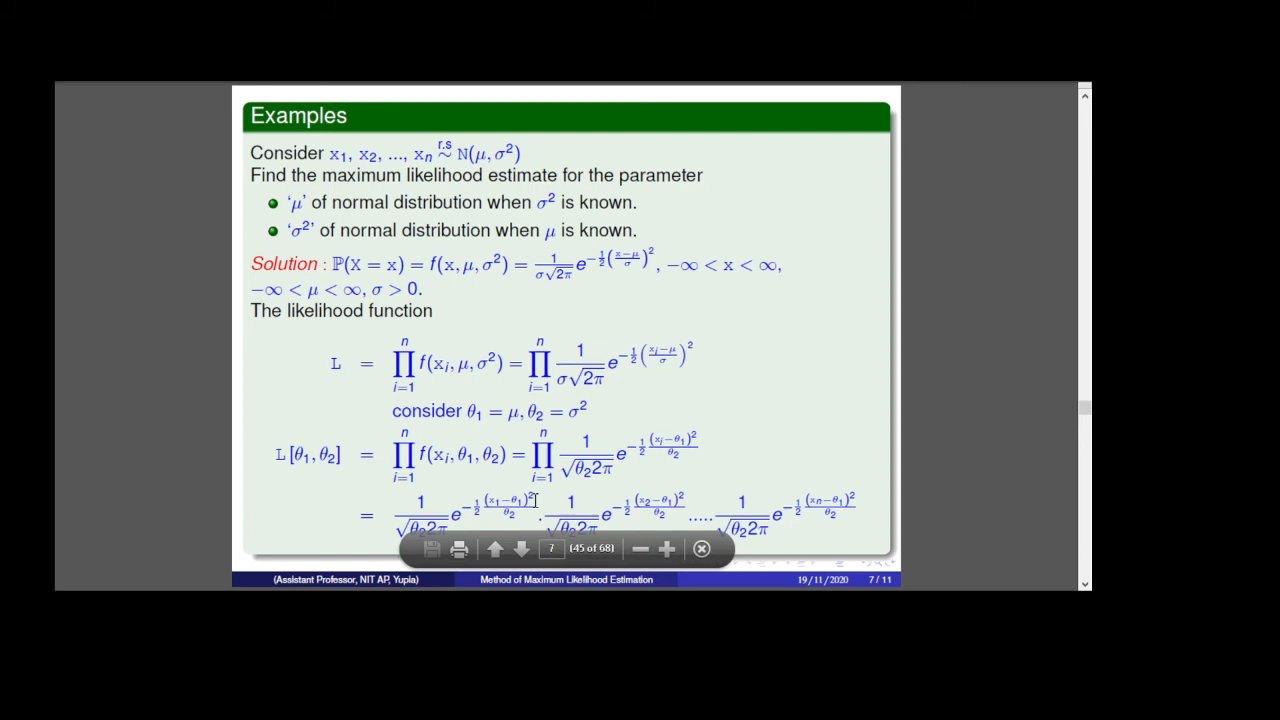 Examples
Consider x₁, x₂, ..., xₙ r.s ∼ N(μ, σ²)
Find the maximum likelihood estimate for the parameter
'μ' of normal distribution when σ² is known.
'σ²' of normal distribution when μ is known.
Solution : ℙ(X = x) = f(x, μ, σ²) = 1/(σ√2π) e^{−½((x−μ)/σ)²}, −∞ < x < ∞,
−∞ < μ < ∞, σ > 0.
The likelihood function
L = ∏_{i=1}^{n} f(xᵢ, μ, σ²) = ∏_{i=1}^{n} 1/(σ√2π) e^{−½((xᵢ−μ)/σ)²}
consider θ₁ = μ, θ₂ = σ²
L [θ₁, θ₂] = ∏_{i=1}^{n} f(xᵢ, θ₁, θ₂) = ∏_{i=1}^{n} 1/√(θ₂2π) e^{−½(xᵢ−θ₁)²/θ₂}
= 1/√(θ₂2π) e^{−½(x₁−θ₁)²/θ₂} . 1/√(θ₂2π) e^{−½(x₂−θ₁)²/θ₂} ..... 1/√(θ₂2π) e^{−½(xₙ−θ₁)²/θ₂}
7 (45 of 68)
(Assistant Professor, NIT AP, Yupia) Method of Maximum Likelihood Estimation 19/11/2020 7 / 11